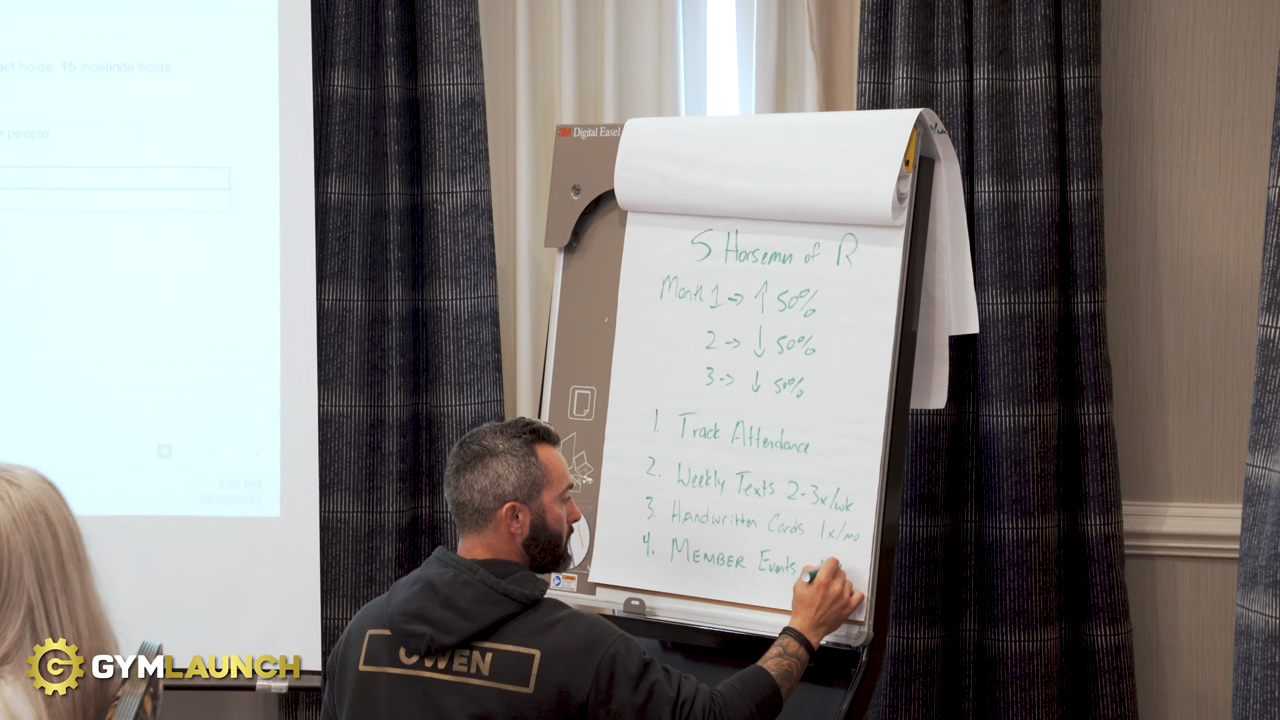 act holds, 15 indefinite holds
people
3M Digital Easel
5 Horsemen of R
Month 1 -> ↑ 50%
2 -> ↓ 50%
3 -> ↓ 50%
1. Track Attendance
2. Weekly Texts 2-3x/wk
3. Handwritten Cards 1x/mo
4. MEMBER Events
OWEN
GYMLAUNCH